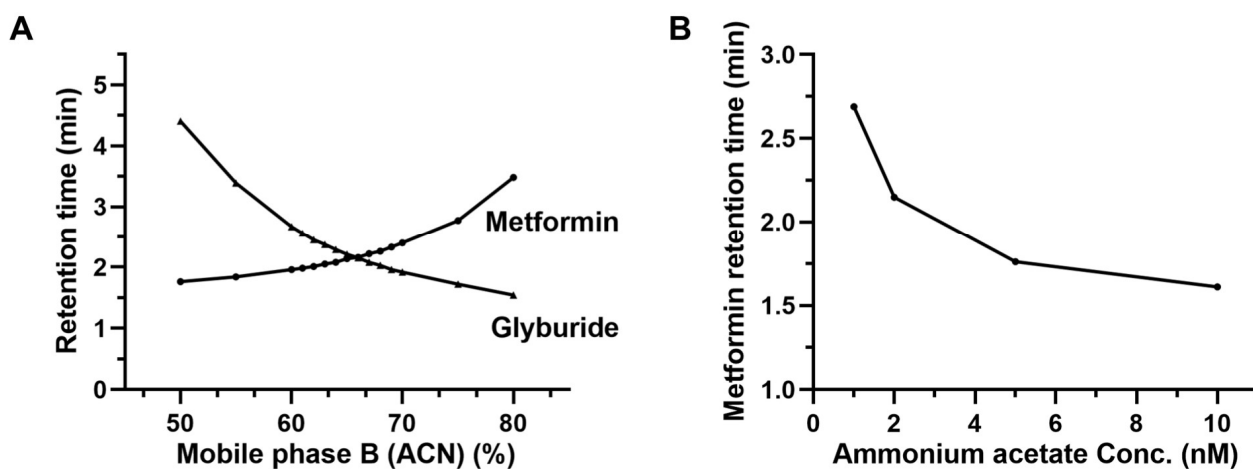 A
Retention time (min)
5
4
3
2
1
0
Metformin
Glyburide
50 60 70 80
Mobile phase B (ACN) (%)
B
Metformin retention time (min)
3.0
2.5
2.0
1.5
1.0
0 2 4 6 8 10
Ammonium acetate Conc. (nM)